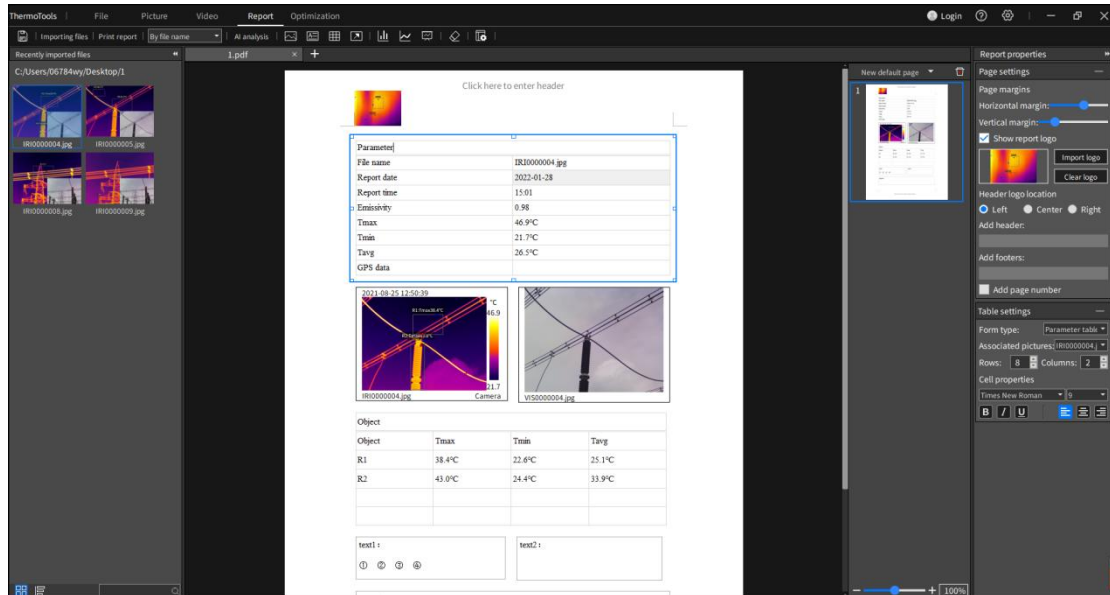 ThermoTools File Picture Video Report Optimization Login
Importing files Print report By file name AI analysis
Recently imported files
C:/Users/06784wy/Desktop/1
IRI0000004.jpg IRI0000005.jpg
IRI0000008.jpg IRI0000009.jpg
1.pdf × +
Click here to enter header
Parameter
File name IRI0000004.jpg
Report date 2022-01-28
Report time 15:01
Emissivity 0.98
Tmax 46.9°C
Tmin 21.7°C
Tavg 26.5°C
GPS data
2021-08-25 12:50:39
°C
46.9
21.7
IRI0000004.jpg Camera
VIS0000004.jpg
Object
Object Tmax Tmin Tavg
R1 38.4°C 22.6°C 25.1°C
R2 43.0°C 24.4°C 33.9°C
text1 : text2 :
① ② ③ ④
New default page
1
100%
Report properties
Page settings
Page margins
Horizontal margin:
Vertical margin:
Show report logo
Import logo
Clear logo
Header logo location
Left Center Right
Add header:
Add footers:
Add page number
Table settings
Form type: Parameter table
Associated pictures: IRI0000004.j
Rows: 8 Columns: 2
Cell properties
Times New Roman 9
B I U